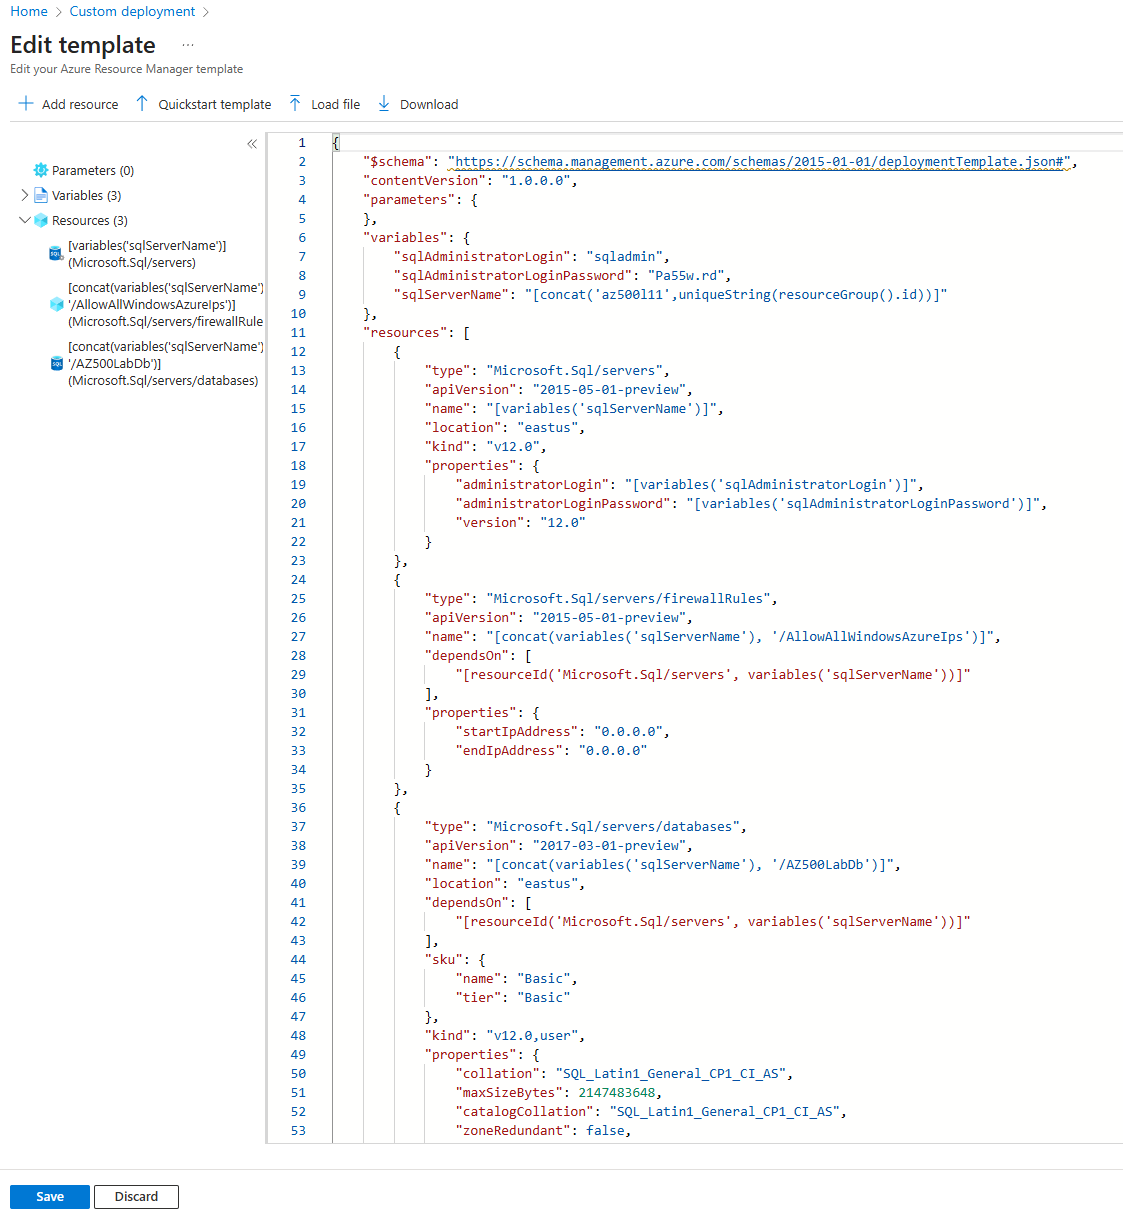 Home > Custom deployment >
Edit template ...
Edit your Azure Resource Manager template
Add resource Quickstart template Load file Download
«
Parameters (0)
Variables (3)
Resources (3)
[variables('sqlServerName')]
(Microsoft.Sql/servers)
[concat(variables('sqlServerName')
'/AllowAllWindowsAzureIps')]
(Microsoft.Sql/servers/firewallRule
[concat(variables('sqlServerName')
'/AZ500LabDb')]
(Microsoft.Sql/servers/databases)
1 {
2 "$schema": "https://schema.management.azure.com/schemas/2015-01-01/deploymentTemplate.json#",
3 "contentVersion": "1.0.0.0",
4 "parameters": {
5 },
6 "variables": {
7 "sqlAdministratorLogin": "sqladmin",
8 "sqlAdministratorLoginPassword": "Pa55w.rd",
9 "sqlServerName": "[concat('az500l11',uniqueString(resourceGroup().id))]"
10 },
11 "resources": [
12 {
13 "type": "Microsoft.Sql/servers",
14 "apiVersion": "2015-05-01-preview",
15 "name": "[variables('sqlServerName')]",
16 "location": "eastus",
17 "kind": "v12.0",
18 "properties": {
19 "administratorLogin": "[variables('sqlAdministratorLogin')]",
20 "administratorLoginPassword": "[variables('sqlAdministratorLoginPassword')]",
21 "version": "12.0"
22 }
23 },
24 {
25 "type": "Microsoft.Sql/servers/firewallRules",
26 "apiVersion": "2015-05-01-preview",
27 "name": "[concat(variables('sqlServerName'), '/AllowAllWindowsAzureIps')]",
28 "dependsOn": [
29 "[resourceId('Microsoft.Sql/servers', variables('sqlServerName'))]"
30 ],
31 "properties": {
32 "startIpAddress": "0.0.0.0",
33 "endIpAddress": "0.0.0.0"
34 }
35 },
36 {
37 "type": "Microsoft.Sql/servers/databases",
38 "apiVersion": "2017-03-01-preview",
39 "name": "[concat(variables('sqlServerName'), '/AZ500LabDb')]",
40 "location": "eastus",
41 "dependsOn": [
42 "[resourceId('Microsoft.Sql/servers', variables('sqlServerName'))]"
43 ],
44 "sku": {
45 "name": "Basic",
46 "tier": "Basic"
47 },
48 "kind": "v12.0,user",
49 "properties": {
50 "collation": "SQL_Latin1_General_CP1_CI_AS",
51 "maxSizeBytes": 2147483648,
52 "catalogCollation": "SQL_Latin1_General_CP1_CI_AS",
53 "zoneRedundant": false,
Save Discard